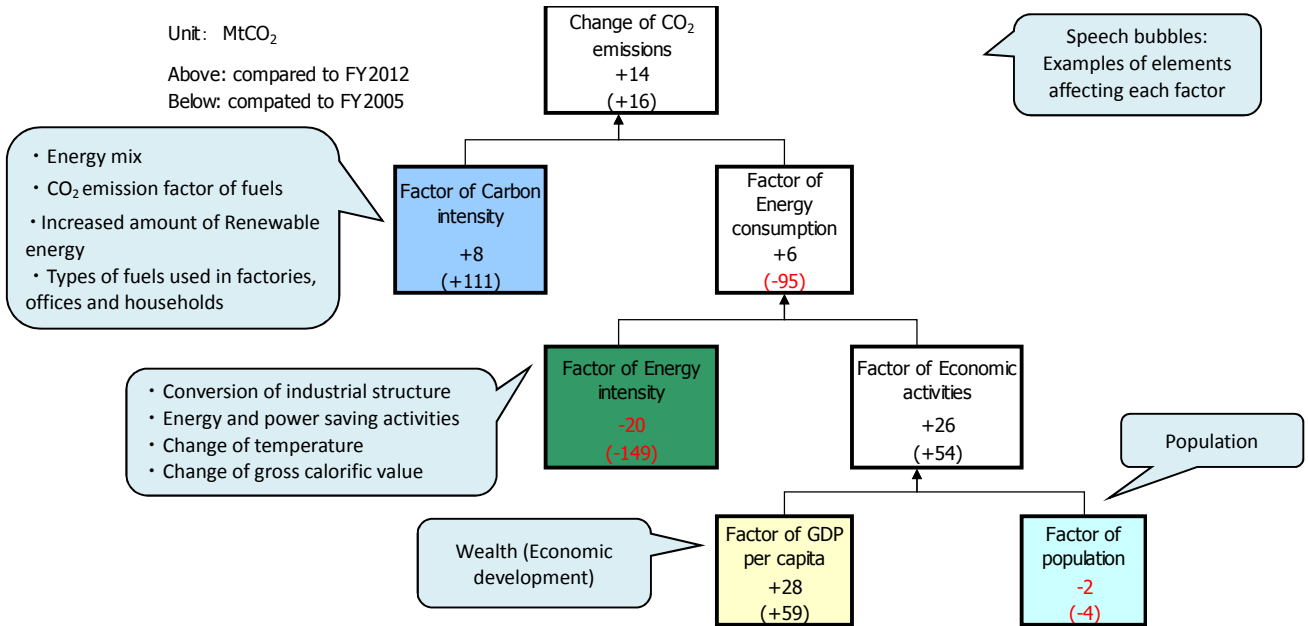 Unit: MtCO₂
Above: compared to FY2012
Below: compated to FY2005
Change of CO₂
emissions
+14
(+16)
Speech bubbles:
Examples of elements
affecting each factor
・Energy mix
・CO₂ emission factor of fuels
・Increased amount of Renewable
energy
・Types of fuels used in factories,
offices and households
Factor of Carbon
intensity
+8
(+111)
Factor of
Energy
consumption
+6
(-95)
・Conversion of industrial structure
・Energy and power saving activities
・Change of temperature
・Change of gross calorific value
Factor of Energy
intensity
-20
(-149)
Factor of Economic
activities
+26
(+54)
Population
Wealth (Economic
development)
Factor of GDP
per capita
+28
(+59)
Factor of
population
-2
(-4)